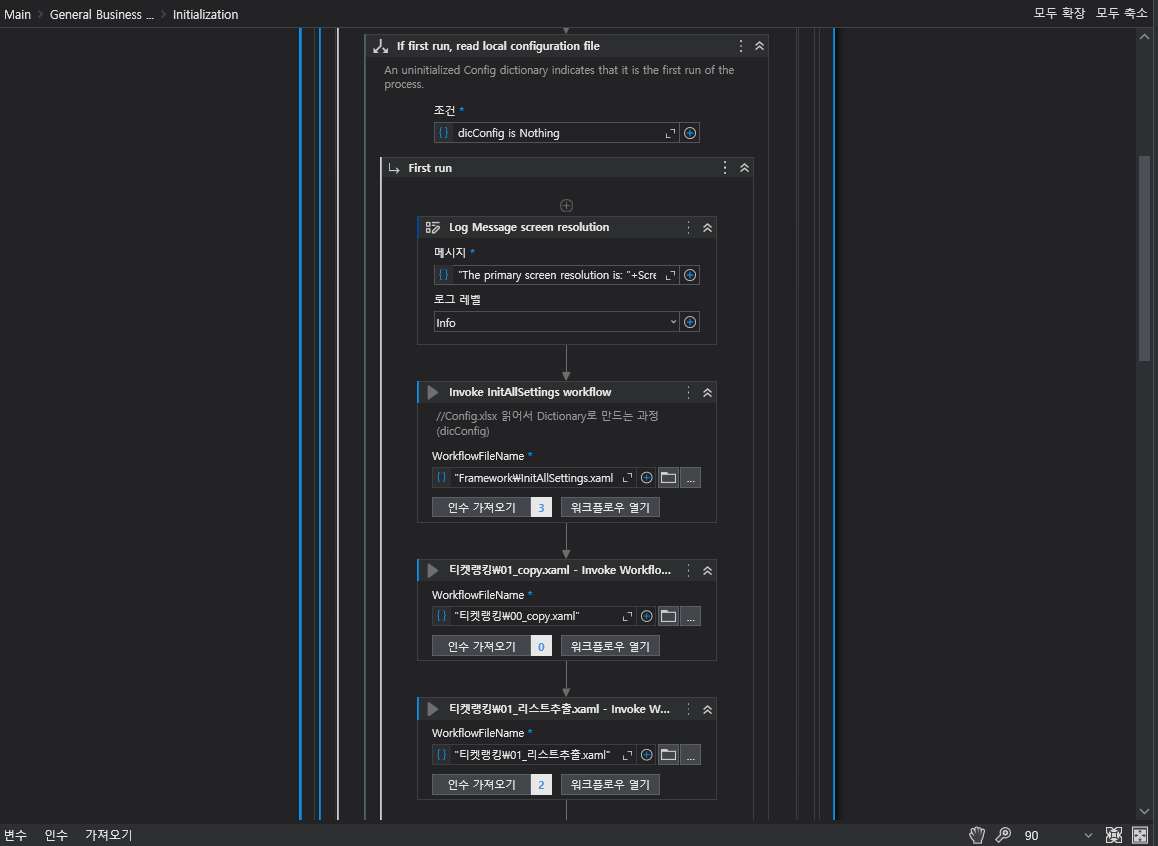 Main > General Business ... > Initialization
모두 확장 모두 축소
If first run, read local configuration file
An uninitialized Config dictionary indicates that it is the first run of the
process.
조건 *
dicConfig is Nothing
First run
Log Message screen resolution
메시지 *
"The primary screen resolution is: "+Scre
로그 레벨
Info
Invoke InitAllSettings workflow
//Config.xlsx 읽어서 Dictionary로 만드는 과정
(dicConfig)
WorkflowFileName *
"Framework₩InitAllSettings.xaml
인수 가져오기 3 워크플로우 열기
티켓랭킹₩01_copy.xaml - Invoke Workflo...
WorkflowFileName *
"티켓랭킹₩00_copy.xaml"
인수 가져오기 0 워크플로우 열기
티켓랭킹₩01_리스트추출.xaml - Invoke W...
WorkflowFileName *
"티켓랭킹₩01_리스트추출.xaml"
인수 가져오기 2 워크플로우 열기
변수 인수 가져오기
90